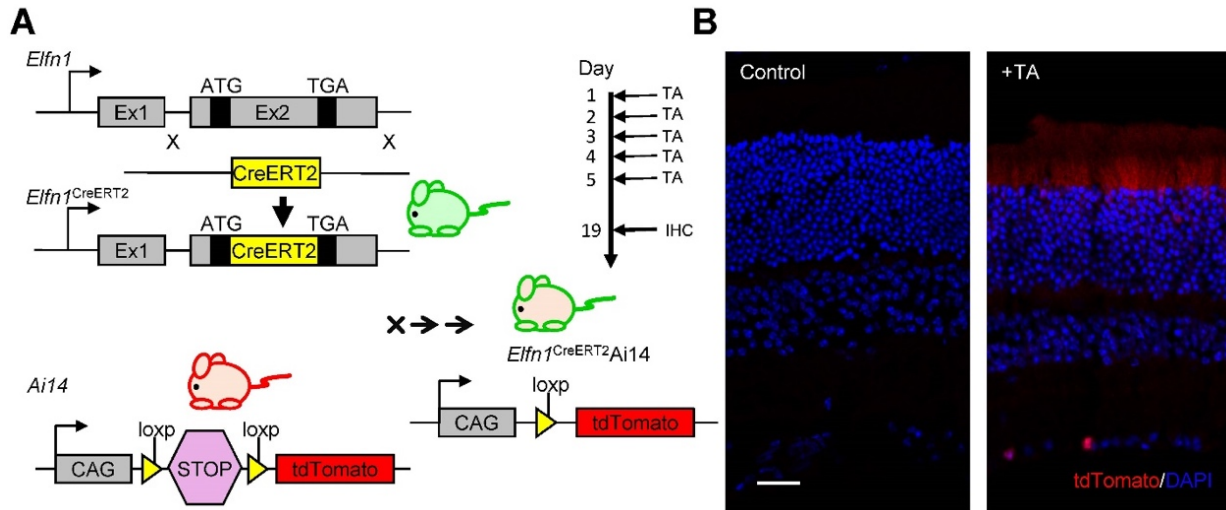 A
Elfn1
ATG TGA
Ex1 Ex2
X X
CreERT2
Elfn1CreERT2
ATG TGA
Ex1 CreERT2
Day
1 TA
2 TA
3 TA
4 TA
5 TA
19 IHC
Elfn1CreERT2Ai14
loxp
CAG tdTomato
Ai14
loxp loxp
CAG STOP tdTomato
B
Control
+TA
tdTomato/DAPI